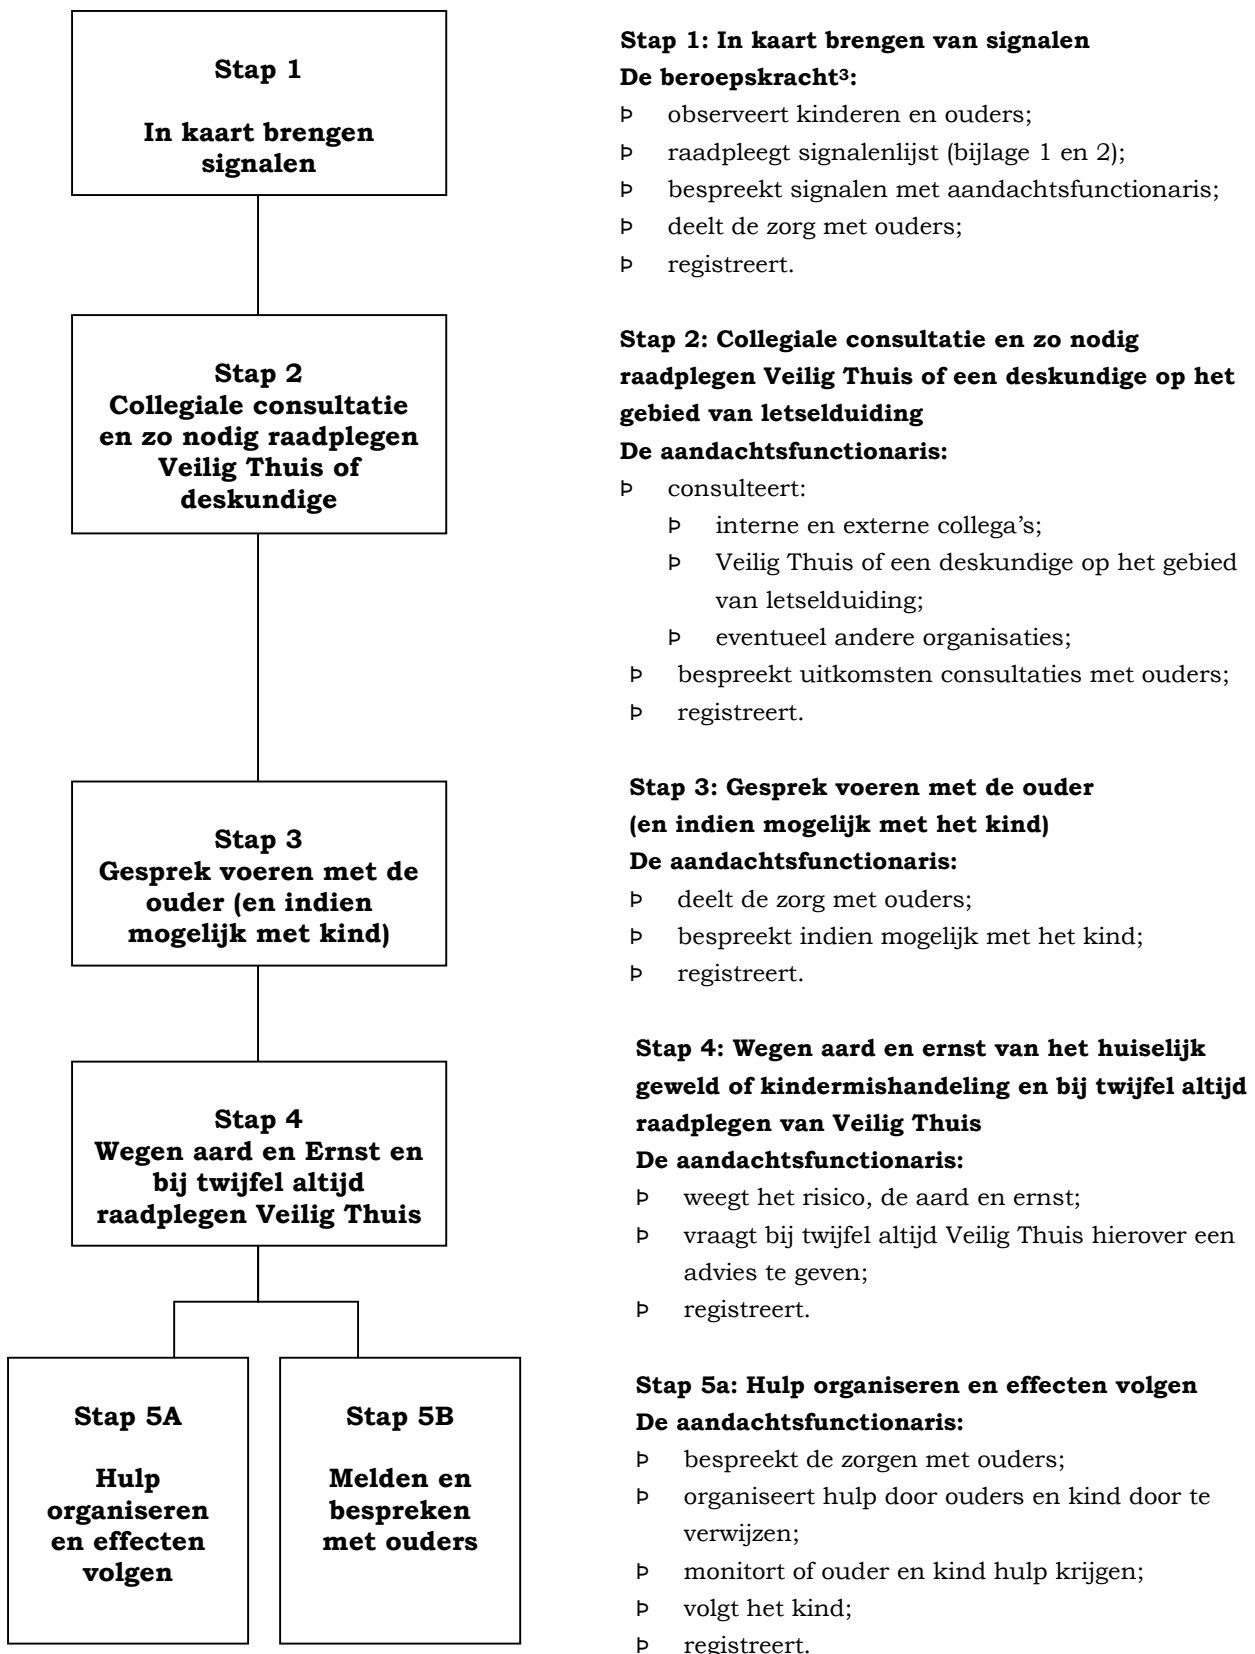 Stap 1
In kaart brengen
signalen
Stap 2
Collegiale consultatie
en zo nodig raadplegen
Veilig Thuis of
deskundige
Stap 3
Gesprek voeren met de
ouder (en indien
mogelijk met kind)
Stap 4
Wegen aard en Ernst en
bij twijfel altijd
raadplegen Veilig Thuis
Stap 5A
Hulp
organiseren
en effecten
volgen
Stap 5B
Melden en
bespreken
met ouders
Stap 1: In kaart brengen van signalen
De beroepskracht³:
Þ observeert kinderen en ouders;
Þ raadpleegt signalenlijst (bijlage 1 en 2);
Þ bespreekt signalen met aandachtsfunctionaris;
Þ deelt de zorg met ouders;
Þ registreert.
Stap 2: Collegiale consultatie en zo nodig
raadplegen Veilig Thuis of een deskundige op het
gebied van letselduiding
De aandachtsfunctionaris:
Þ consulteert:
Þ interne en externe collega’s;
Þ Veilig Thuis of een deskundige op het gebied
van letselduiding;
Þ eventueel andere organisaties;
Þ bespreekt uitkomsten consultaties met ouders;
Þ registreert.
Stap 3: Gesprek voeren met de ouder
(en indien mogelijk met het kind)
De aandachtsfunctionaris:
Þ deelt de zorg met ouders;
Þ bespreekt indien mogelijk met het kind;
Þ registreert.
Stap 4: Wegen aard en ernst van het huiselijk
geweld of kindermishandeling en bij twijfel altijd
raadplegen van Veilig Thuis
De aandachtsfunctionaris:
Þ weegt het risico, de aard en ernst;
Þ vraagt bij twijfel altijd Veilig Thuis hierover een
advies te geven;
Þ registreert.
Stap 5a: Hulp organiseren en effecten volgen
De aandachtsfunctionaris:
Þ bespreekt de zorgen met ouders;
Þ organiseert hulp door ouders en kind door te
verwijzen;
Þ monitort of ouder en kind hulp krijgen;
Þ volgt het kind;
Þ registreert.